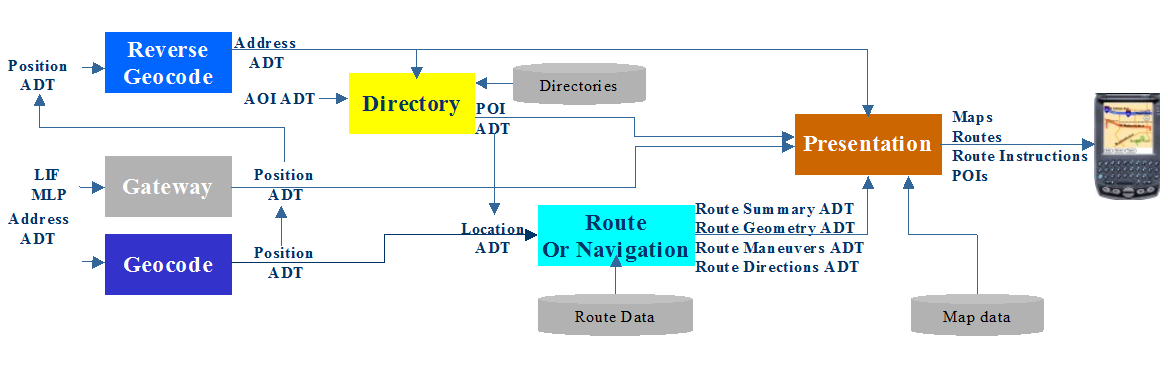 Position
ADT
Reverse
Geocode
Address
ADT
AOI ADT
Directory
Directories
POI
ADT
LIF
MLP
Gateway
Position
ADT
Address
ADT
Geocode
Position
ADT
Location
ADT
Route
Or Navigation
Route Data
Route Summary ADT
Route Geometry ADT
Route Maneuvers ADT
Route Directions ADT
Presentation
Map data
Maps
Routes
Route Instructions
POIs